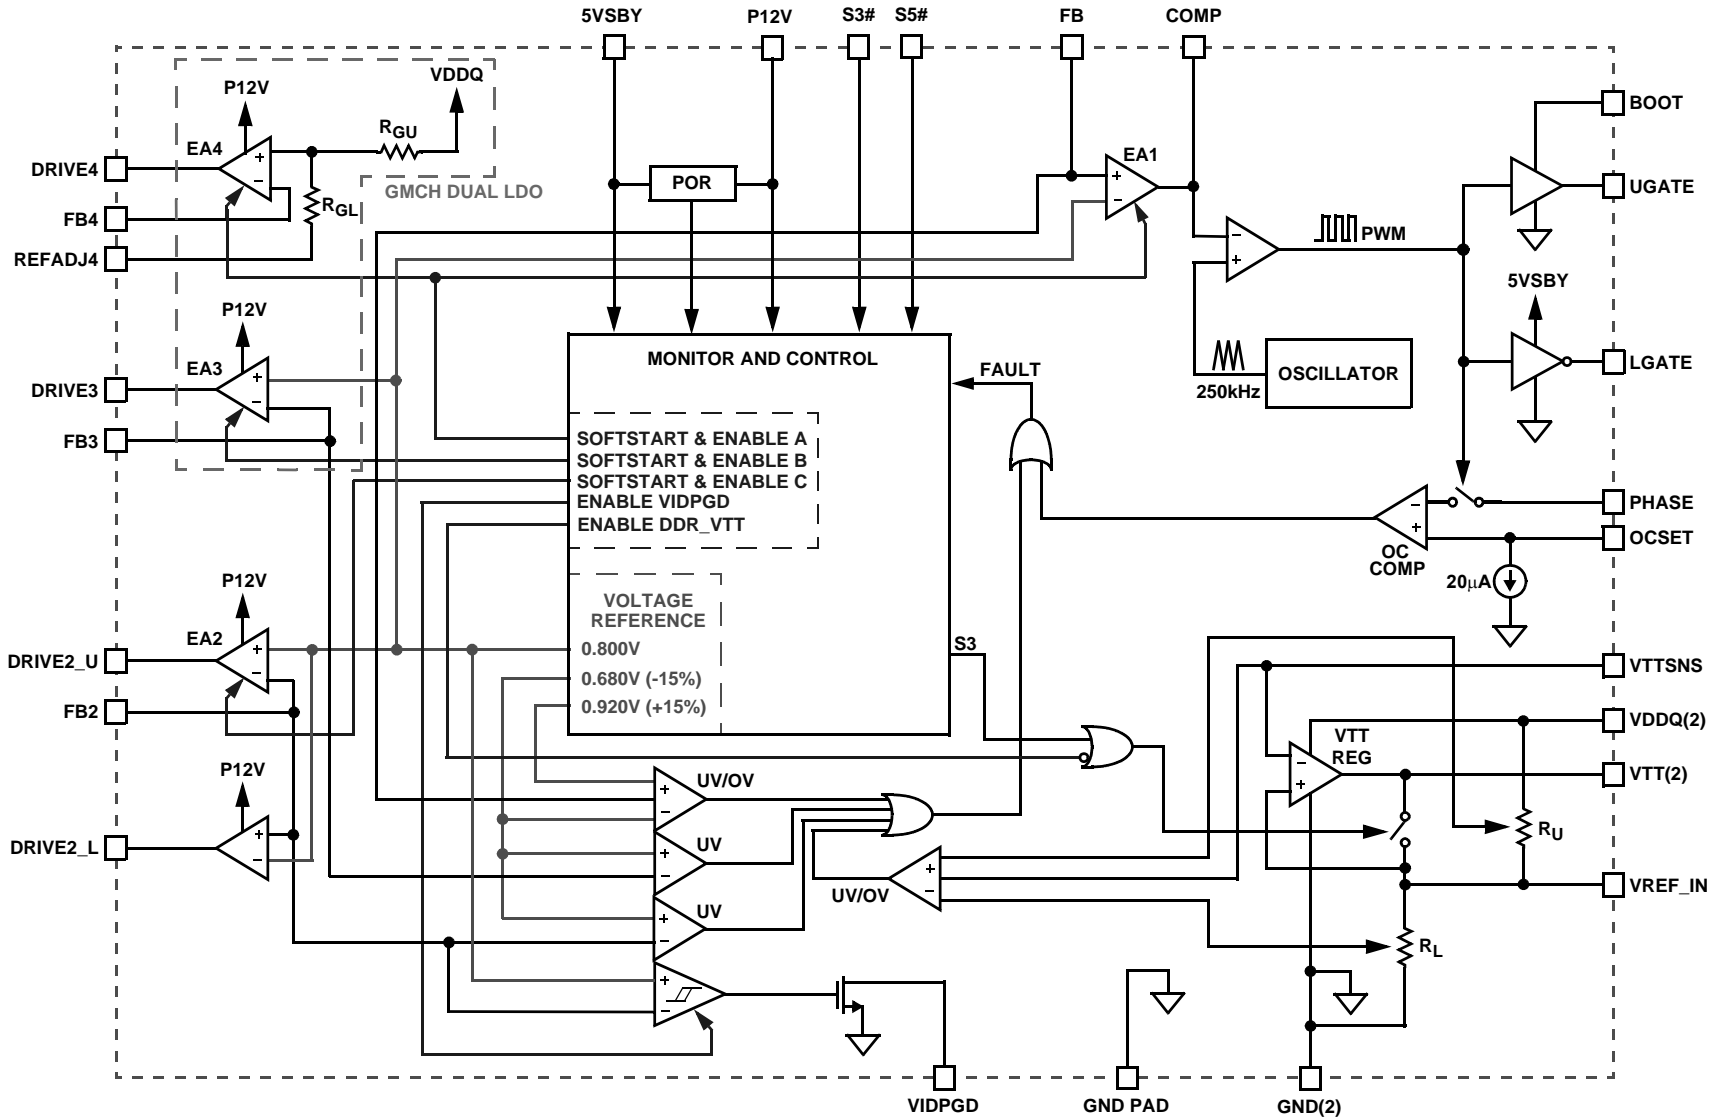 5VSBY
P12V
S3#
S5#
FB
COMP
VDDQ
P12V
BOOT
RGU
EA4
+
−
EA1
+
−
DRIVE4
GMCH DUAL LDO
POR
UGATE
RGL
FB4
PWM
−
+
REFADJ4
5VSBY
P12V
MONITOR AND CONTROL
EA3
+
−
FAULT
OSCILLATOR
LGATE
DRIVE3
250kHz
FB3
SOFTSTART & ENABLE A
SOFTSTART & ENABLE B
SOFTSTART & ENABLE C
ENABLE VIDPGD
ENABLE DDR_VTT
−
+
PHASE
OCSET
OC
COMP
20µA
P12V
VOLTAGE
REFERENCE
EA2
+
−
0.800V
S3
DRIVE2_U
VTTSNS
0.680V (-15%)
0.920V (+15%)
FB2
VDDQ(2)
VTT
REG
−
+
P12V
UV/OV
VTT(2)
+
−
+
−
UV
RU
DRIVE2_L
+
−
+
−
UV/OV
VREF_IN
UV
+
−
RL
+
−
VIDPGD
GND PAD
GND(2)